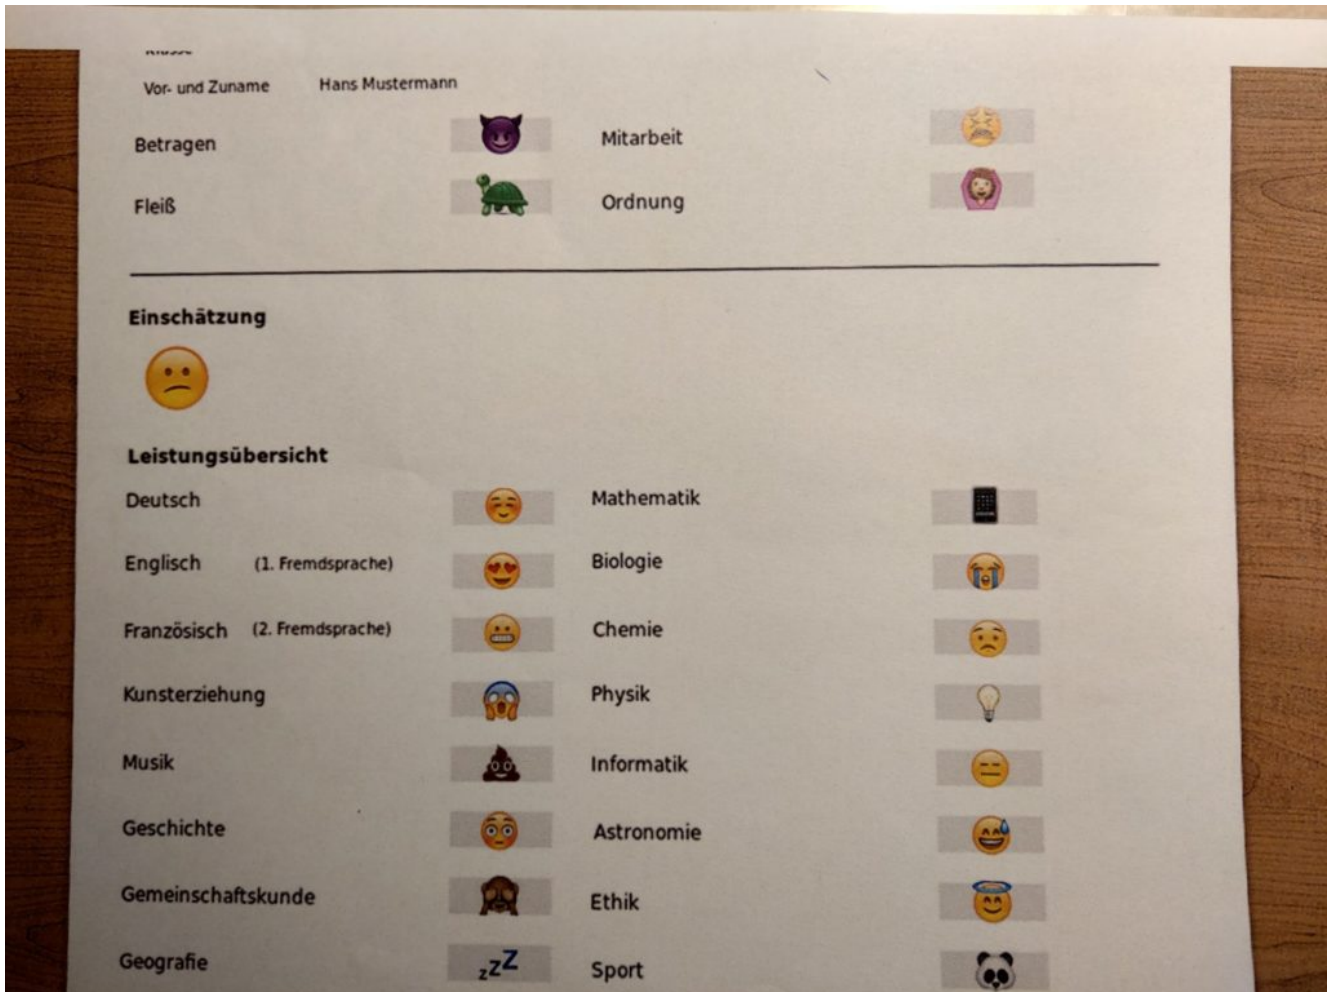 Klasse
Vor- und Zuname Hans Mustermann
Betragen Mitarbeit
Fleiß Ordnung
Einschätzung
Leistungsübersicht
Deutsch Mathematik
Englisch (1. Fremdsprache) Biologie
Französisch (2. Fremdsprache) Chemie
Kunsterziehung Physik
Musik Informatik
Geschichte Astronomie
Gemeinschaftskunde Ethik
Geografie zzZ Sport